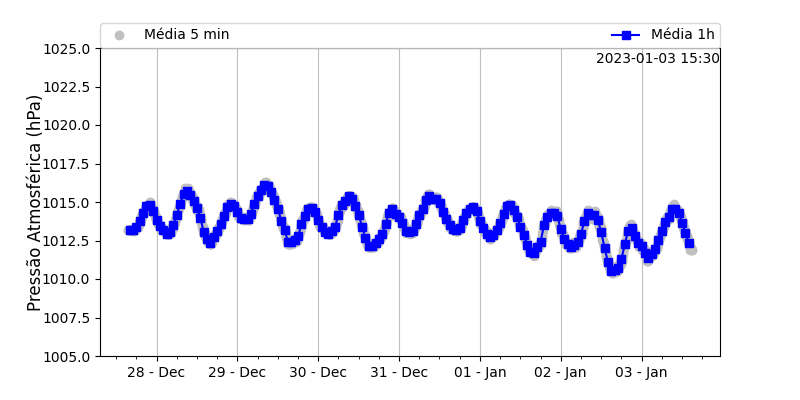 Média 5 min
Média 1h
2023-01-03 15:30
Pressão Atmosférica (hPa)
1025.0
1022.5
1020.0
1017.5
1015.0
1012.5
1010.0
1007.5
1005.0
28 - Dec
29 - Dec
30 - Dec
31 - Dec
01 - Jan
02 - Jan
03 - Jan